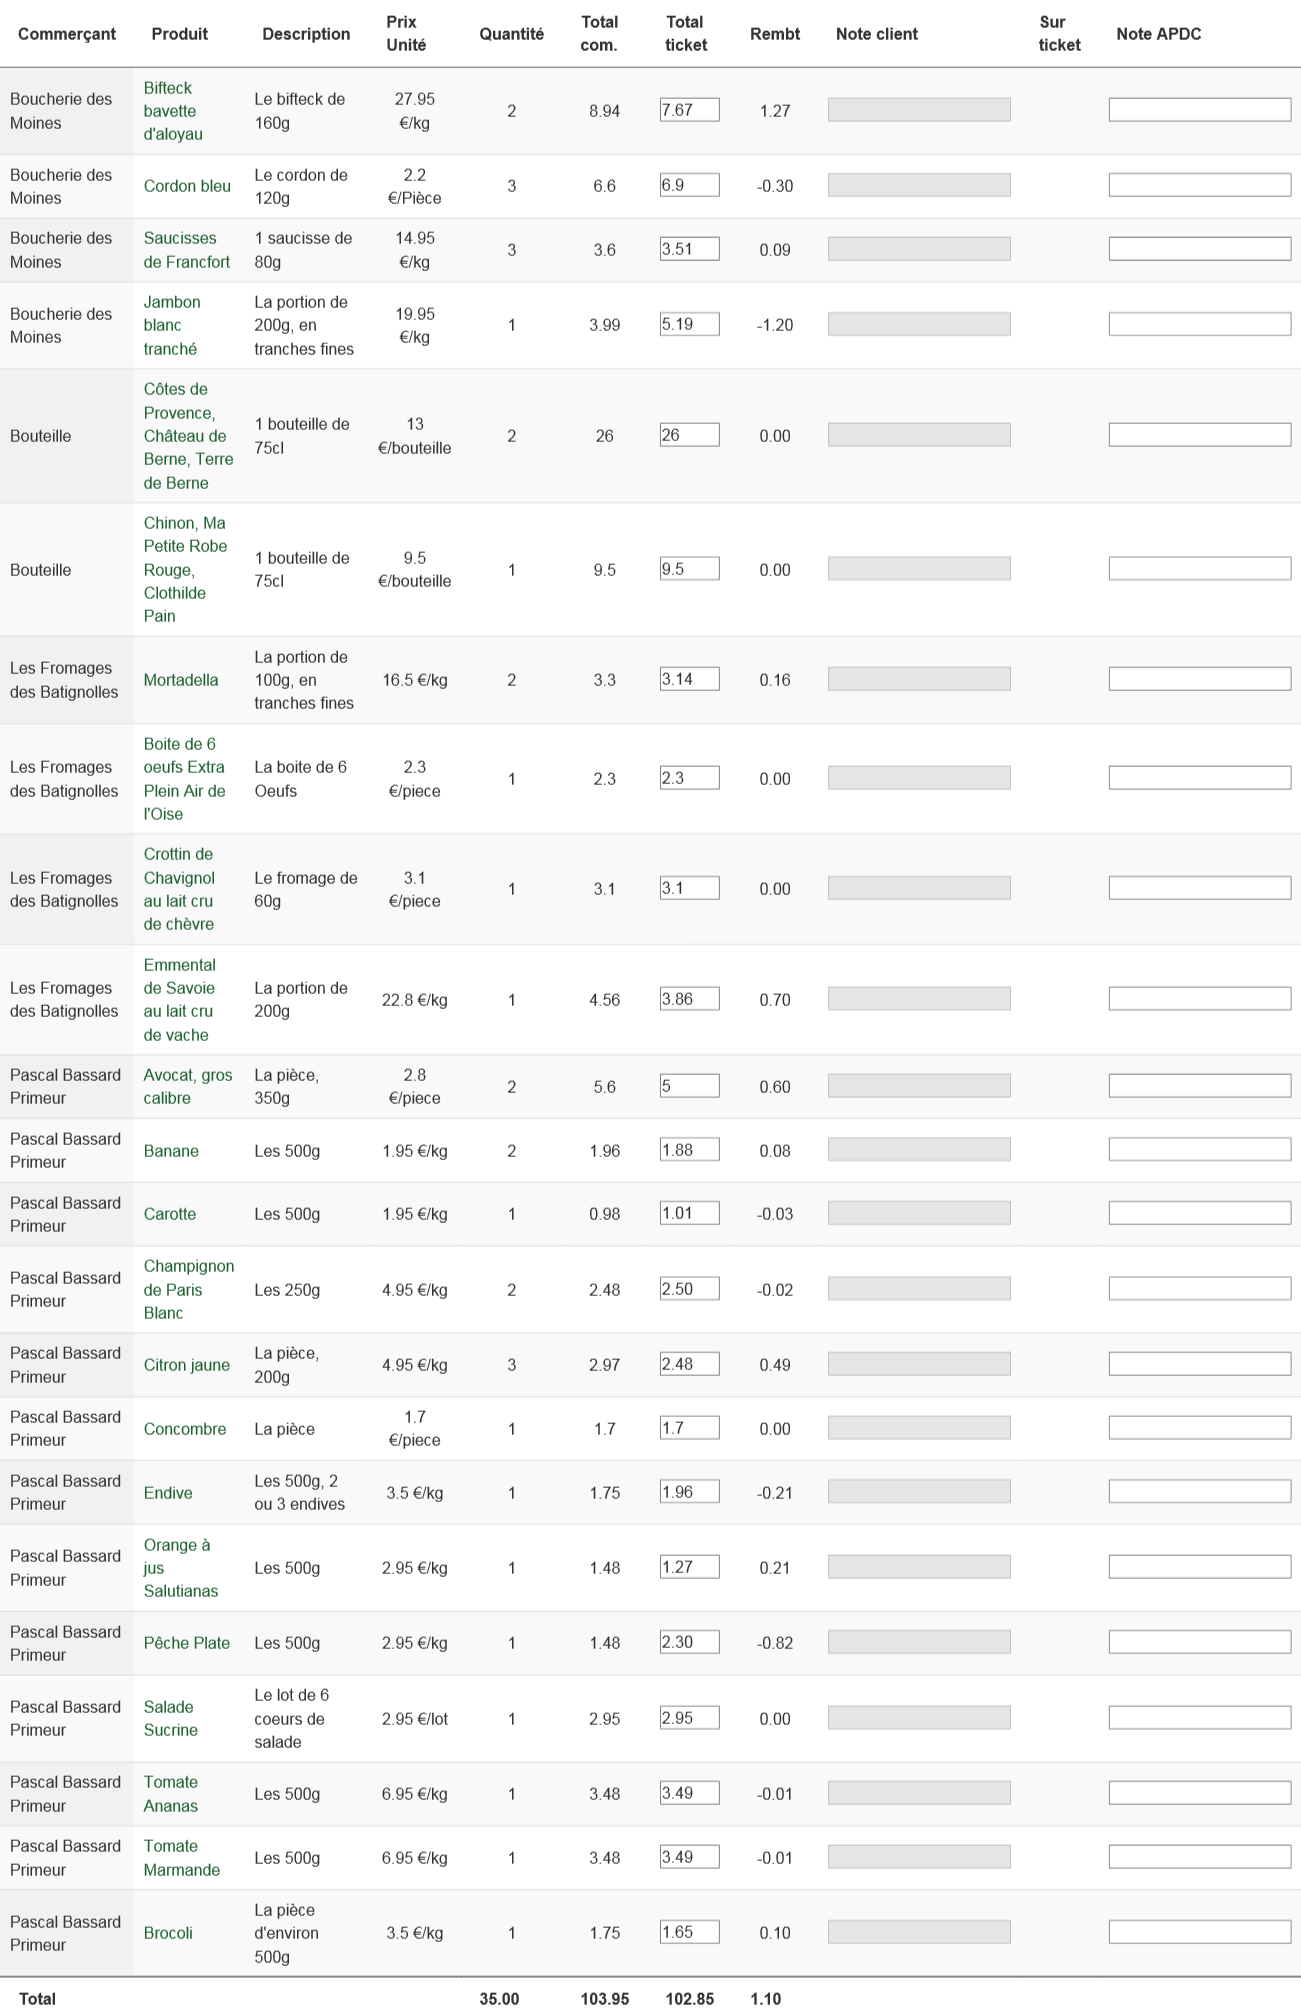 Commerçant Produit Description Prix Unité Quantité Total com. Total ticket Rembt Note client Sur ticket Note APDC
Boucherie des Moines Bifteck bavette d'aloyau Le bifteck de 160g 27.95 €/kg 2 8.94 7.67 1.27
Boucherie des Moines Cordon bleu Le cordon de 120g 2.2 €/Pièce 3 6.6 6.9 -0.30
Boucherie des Moines Saucisses de Francfort 1 saucisse de 80g 14.95 €/kg 3 3.6 3.51 0.09
Boucherie des Moines Jambon blanc tranché La portion de 200g, en tranches fines 19.95 €/kg 1 3.99 5.19 -1.20
Bouteille Côtes de Provence, Château de Berne, Terre de Berne 1 bouteille de 75cl 13 €/bouteille 2 26 26 0.00
Bouteille Chinon, Ma Petite Robe Rouge, Clothilde Pain 1 bouteille de 75cl 9.5 €/bouteille 1 9.5 9.5 0.00
Les Fromages des Batignolles Mortadella La portion de 100g, en tranches fines 16.5 €/kg 2 3.3 3.14 0.16
Les Fromages des Batignolles Boite de 6 oeufs Extra Plein Air de l'Oise La boite de 6 Oeufs 2.3 €/piece 1 2.3 2.3 0.00
Les Fromages des Batignolles Crottin de Chavignol au lait cru de chèvre Le fromage de 60g 3.1 €/piece 1 3.1 3.1 0.00
Les Fromages des Batignolles Emmental de Savoie au lait cru de vache La portion de 200g 22.8 €/kg 1 4.56 3.86 0.70
Pascal Bassard Primeur Avocat, gros calibre La pièce, 350g 2.8 €/piece 2 5.6 5 0.60
Pascal Bassard Primeur Banane Les 500g 1.95 €/kg 2 1.96 1.88 0.08
Pascal Bassard Primeur Carotte Les 500g 1.95 €/kg 1 0.98 1.01 -0.03
Pascal Bassard Primeur Champignon de Paris Blanc Les 250g 4.95 €/kg 2 2.48 2.50 -0.02
Pascal Bassard Primeur Citron jaune La pièce, 200g 4.95 €/kg 3 2.97 2.48 0.49
Pascal Bassard Primeur Concombre La pièce 1.7 €/piece 1 1.7 1.7 0.00
Pascal Bassard Primeur Endive Les 500g, 2 ou 3 endives 3.5 €/kg 1 1.75 1.96 -0.21
Pascal Bassard Primeur Orange à jus Salutianas Les 500g 2.95 €/kg 1 1.48 1.27 0.21
Pascal Bassard Primeur Pêche Plate Les 500g 2.95 €/kg 1 1.48 2.30 -0.82
Pascal Bassard Primeur Salade Sucrine Le lot de 6 coeurs de salade 2.95 €/lot 1 2.95 2.95 0.00
Pascal Bassard Primeur Tomate Ananas Les 500g 6.95 €/kg 1 3.48 3.49 -0.01
Pascal Bassard Primeur Tomate Marmande Les 500g 6.95 €/kg 1 3.48 3.49 -0.01
Pascal Bassard Primeur Brocoli La pièce d'environ 500g 3.5 €/kg 1 1.75 1.65 0.10
Total 35.00 103.95 102.85 1.10